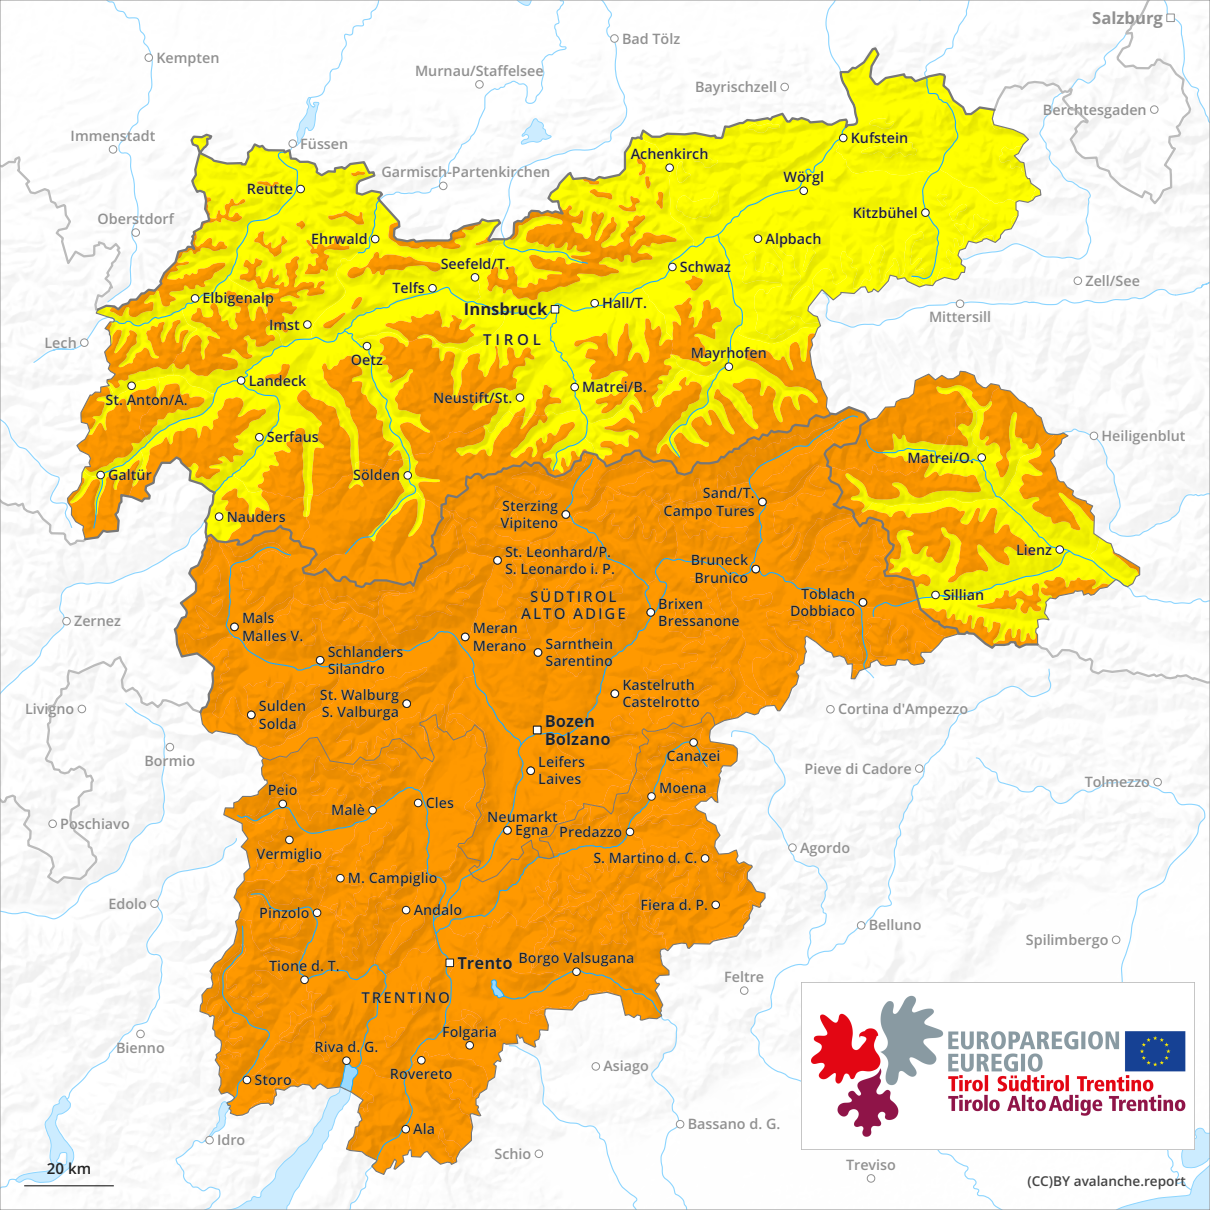 Salzburg
Bad Tölz
Kempten
Murnau/Staffelsee
Bayrischzell
Berchtesgaden
Immenstadt
Füssen
Kufstein
Achenkirch
Garmisch-Partenkirchen
Wörgl
Reutte
Oberstdorf
Kitzbühel
Ehrwald
Alpbach
Seefeld/T.
Schwaz
Zell/See
Telfs
Elbigenalp
Hall/T.
Innsbruck
Mittersill
Imst
TIROL
Lech
Mayrhofen
Oetz
Landeck
Matrei/B.
St. Anton/A.
Neustift/St.
Serfaus
Heiligenblut
Matrei/O.
Galtür
Sölden
Sand/T.
Campo Tures
Sterzing
Vipiteno
Nauders
Lienz
St. Leonhard/P.
S. Leonardo i. P.
Bruneck
Brunico
SÜDTIROL
ALTO ADIGE
Toblach
Dobbiaco
Sillian
Brixen
Bressanone
Zernez
Mals
Malles V.
Meran
Merano
Sarnthein
Sarentino
Schlanders
Silandro
Kastelruth
Castelrotto
St. Walburg
S. Valburga
Livigno
Sulden
Solda
Cortina d'Ampezzo
Bozen
Bolzano
Bormio
Canazei
Leifers
Laives
Pieve di Cadore
Tolmezzo
Peio
Moena
Malè
Cles
Neumarkt
Egna
Predazzo
Poschiavo
Vermiglio
S. Martino d. C.
Agordo
M. Campiglio
Edolo
Pinzolo
Andalo
Fiera d. P.
Belluno
Spilimbergo
Trento
Borgo Valsugana
Tione d. T.
Feltre
TRENTINO
Folgaria
Bienno
Riva d. G.
Rovereto
Asiago
Storo
EUROPAREGION
EUREGIO
Tirol Südtirol Trentino
Tirolo Alto Adige Trentino
Ala
Bassano d. G.
Idro
Schio
Treviso
20 km
(CC)BY avalanche.report